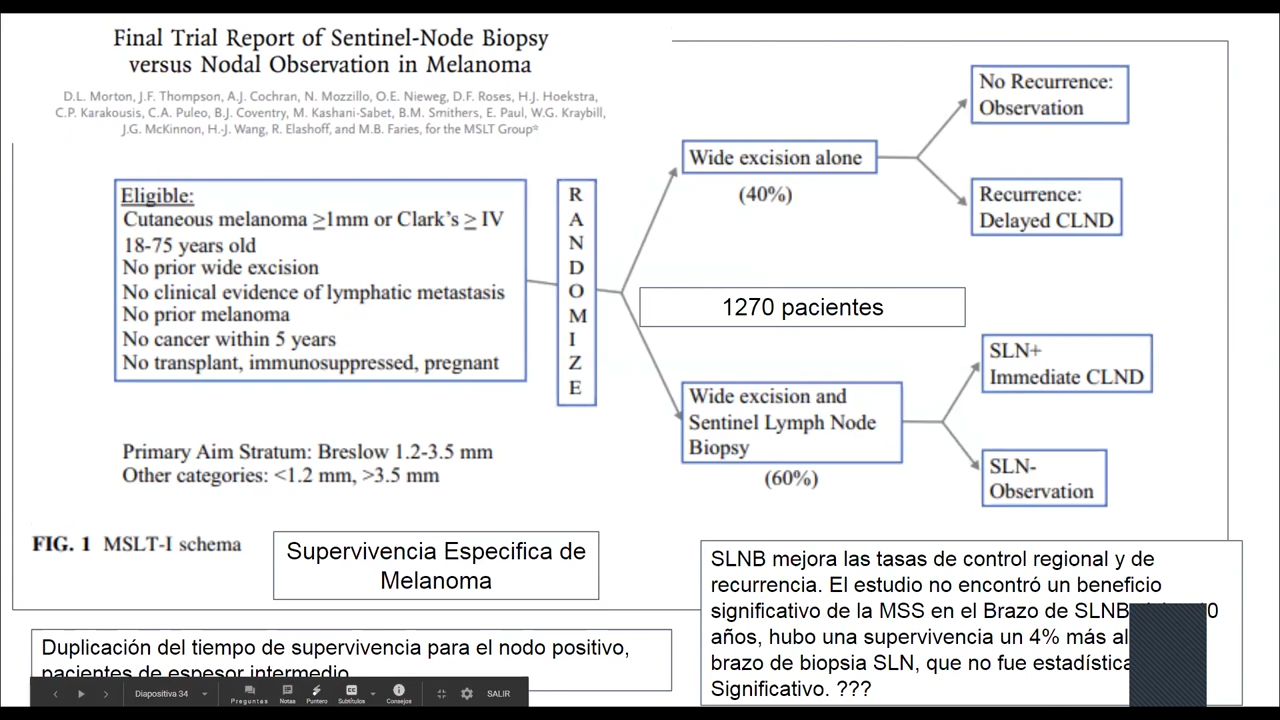 Final Trial Report of Sentinel-Node Biopsy
versus Nodal Observation in Melanoma
D.L. Morton, J.F. Thompson, A.J. Cochran, N. Mozzillo, O.E. Nieweg, D.F. Roses, H.J. Hoekstra,
C.P. Karakousis, C.A. Puleo, B.J. Coventry, M. Kashani-Sabet, B.M. Smithers, E. Paul, W.G. Kraybill,
J.G. McKinnon, H.-J. Wang, R. Elashoff, and M.B. Faries, for the MSLT Group*
Eligible:
Cutaneous melanoma ≥1mm or Clark's ≥ IV
18-75 years old
No prior wide excision
No clinical evidence of lymphatic metastasis
No prior melanoma
No cancer within 5 years
No transplant, immunosuppressed, pregnant
R
A
N
D
O
M
I
Z
E
Wide excision alone
(40%)
No Recurrence:
Observation
Recurrence:
Delayed CLND
1270 pacientes
Wide excision and
Sentinel Lymph Node
Biopsy
(60%)
SLN+
Immediate CLND
SLN-
Observation
Primary Aim Stratum: Breslow 1.2-3.5 mm
Other categories: <1.2 mm, >3.5 mm
FIG. 1 MSLT-I schema
Supervivencia Especifica de
Melanoma
Duplicación del tiempo de supervivencia para el nodo positivo,
pacientes de espesor intermedio
SLNB mejora las tasas de control regional y de
recurrencia. El estudio no encontró un beneficio
significativo de la MSS en el Brazo de SLNB
años, hubo una supervivencia un 4% más
brazo de biopsia SLN, que no fue
Significativo. ???
Diapositiva 34
Preguntas
Notas
Puntero
Subtítulos
Consejos
SALIR